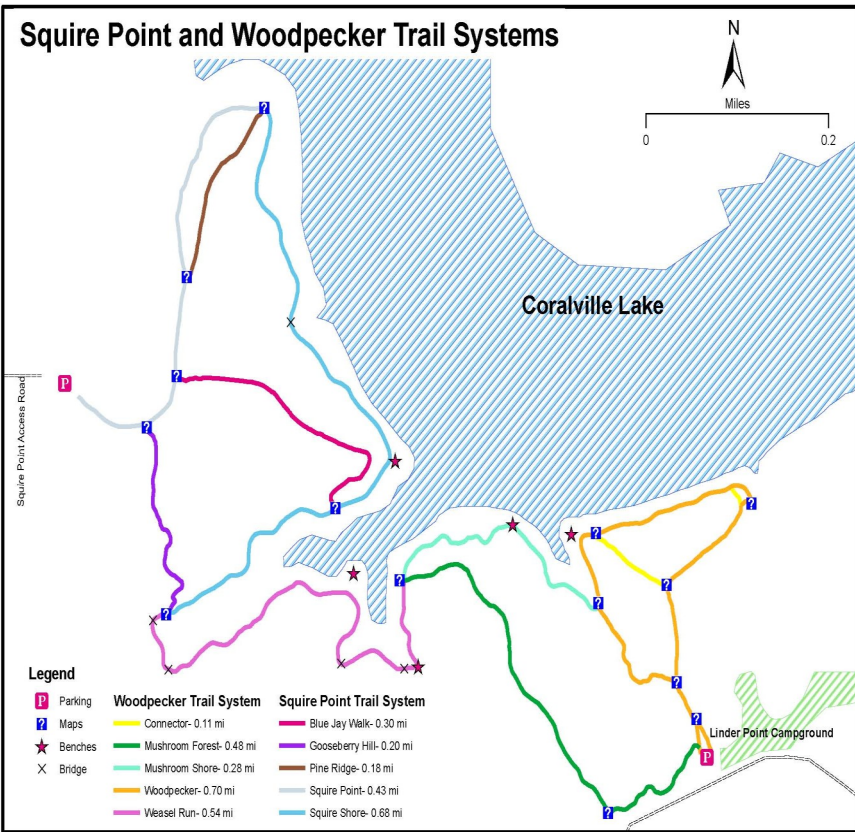 Squire Point and Woodpecker Trail Systems
N
Miles
0 0.2
Coralville Lake
P
Squire Point Access Road
? ? ? ? ? ? ? ? ? ? ? ? ? ?
Linder Point Campground
P
Legend
P Parking
? Maps
Benches
Bridge
Woodpecker Trail System
Connector- 0.11 mi
Mushroom Forest- 0.48 mi
Mushroom Shore- 0.28 mi
Woodpecker- 0.70 mi
Weasel Run- 0.54 mi
Squire Point Trail System
Blue Jay Walk- 0.30 mi
Gooseberry Hill- 0.20 mi
Pine Ridge- 0.18 mi
Squire Point- 0.43 mi
Squire Shore- 0.68 mi